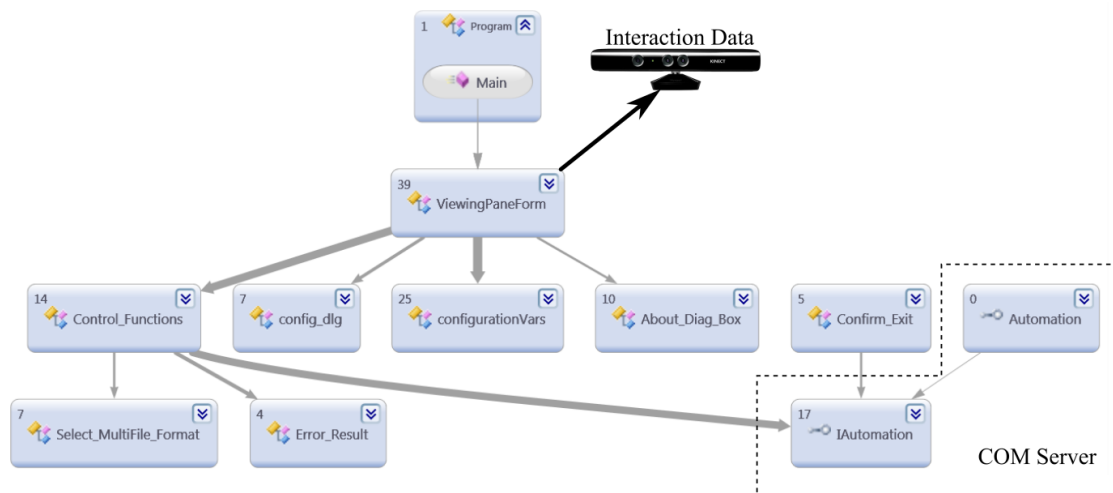 1 Program
Main
Interaction Data
KINECT
39
ViewingPaneForm
14
Control_Functions
7
config_dlg
25
configurationVars
10
About_Diag_Box
5
Confirm_Exit
0
Automation
7
Select_MultiFile_Format
4
Error_Result
17
IAutomation
COM Server